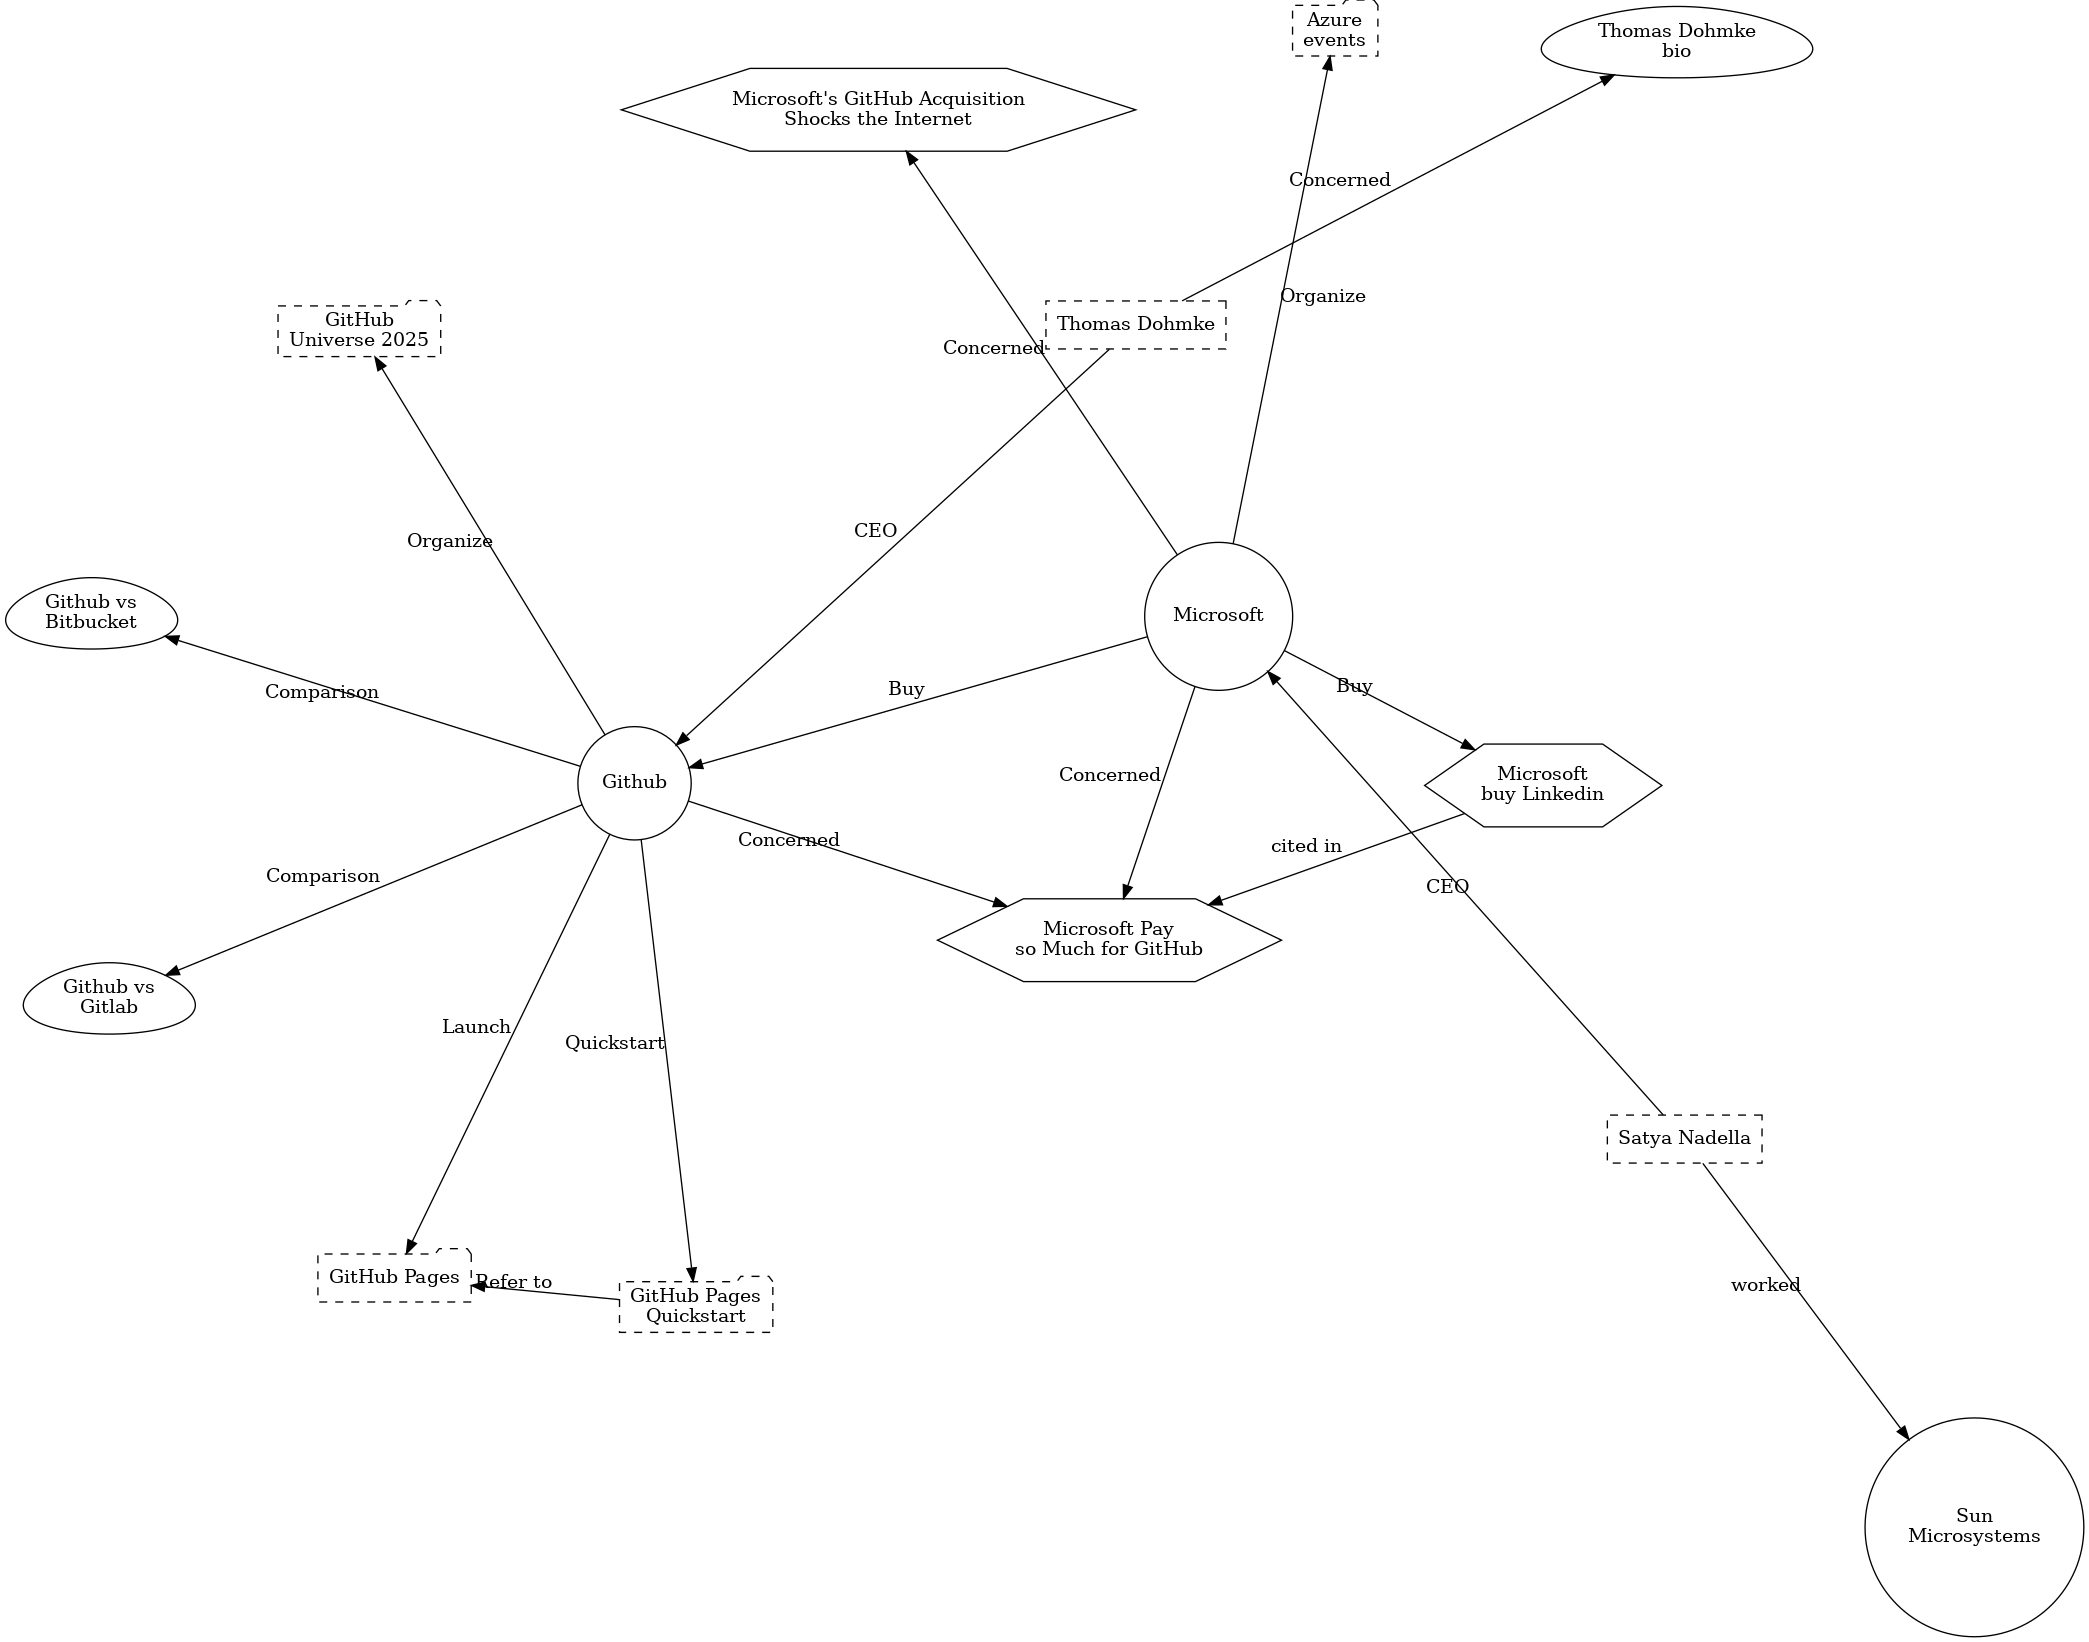 Azure
events
Thomas Dohmke
bio
Microsoft's GitHub Acquisition
Shocks the Internet
Concerned
Organize
GitHub
Universe 2025
Thomas Dohmke
Concerned
CEO
Organize
Github vs
Bitbucket
Microsoft
Comparison
Buy
Buy
Github
Concerned
Microsoft
buy Linkedin
Concerned
cited in
Comparison
CEO
Microsoft Pay
so Much for GitHub
Github vs
Gitlab
Launch
Quickstart
Satya Nadella
GitHub Pages
Refer to
GitHub Pages
Quickstart
worked
Sun
Microsystems